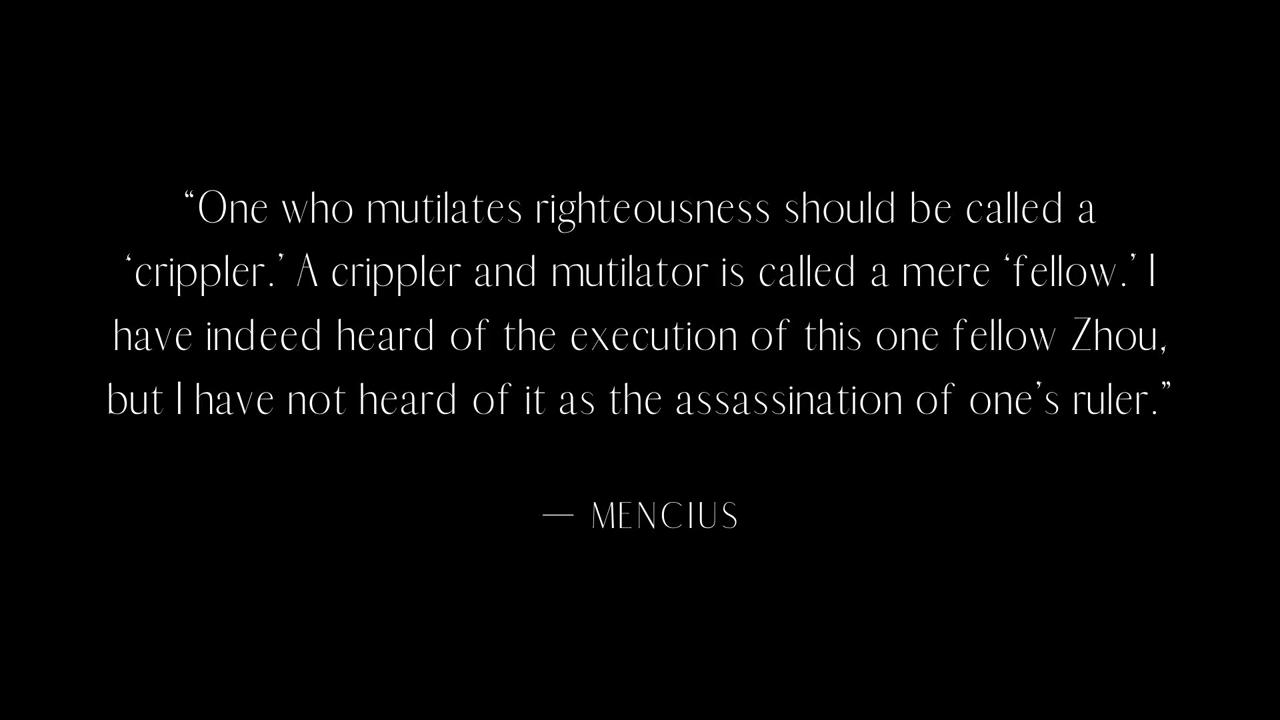 “One who mutilates righteousness should be called a
‘crippler.’ A crippler and mutilator is called a mere ‘fellow.’ I
have indeed heard of the execution of this one fellow Zhou,
but I have not heard of it as the assassination of one’s ruler.”
— MENCIUS